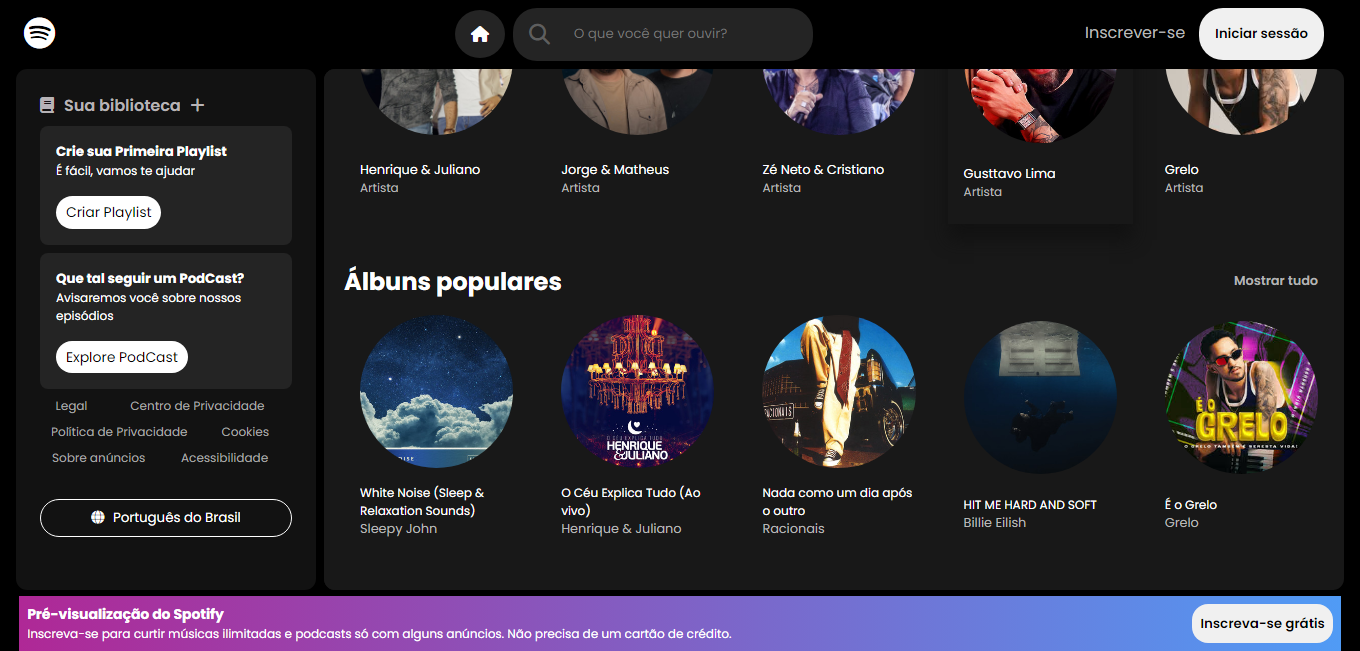 O que você quer ouvir?
Inscrever-se
Iniciar sessão
Sua biblioteca
Crie sua Primeira Playlist
É fácil, vamos te ajudar
Criar Playlist
Que tal seguir um PodCast?
Avisaremos você sobre nossos
episódios
Explore PodCast
Legal Centro de Privacidade
Política de Privacidade Cookies
Sobre anúncios Acessibilidade
Português do Brasil
Henrique & Juliano
Artista
Jorge & Matheus
Artista
Zé Neto & Cristiano
Artista
Gusttavo Lima
Artista
Grelo
Artista
Álbuns populares
Mostrar tudo
White Noise (Sleep &
Relaxation Sounds)
Sleepy John
O CÉU EXPLICA TUDO
HENRIQUE
&JULIANO
O Céu Explica Tudo (Ao
vivo)
Henrique & Juliano
RACIONAIS
Nada como um dia após
o outro
Racionais
HIT ME HARD AND SOFT
Billie Eilish
É O
GRELO
É o Grelo
Grelo
Pré-visualização do Spotify
Inscreva-se para curtir músicas ilimitadas e podcasts só com alguns anúncios. Não precisa de um cartão de crédito.
Inscreva-se grátis